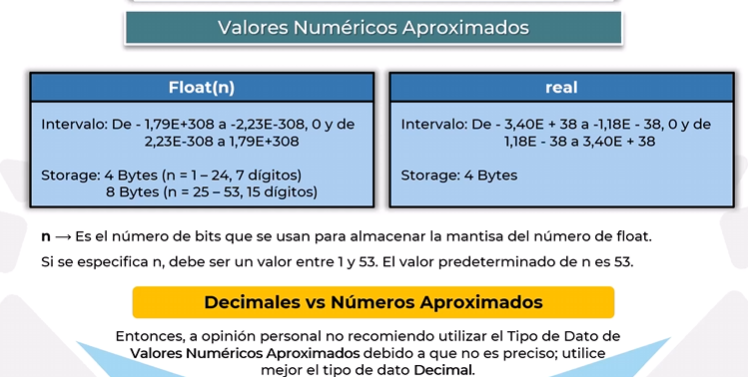 Valores Numéricos Aproximados
Float(n)
Intervalo: De - 1,79E+308 a -2,23E-308, 0 y de
2,23E-308 a 1,79E+308
Storage: 4 Bytes (n = 1 – 24, 7 dígitos)
8 Bytes (n = 25 – 53, 15 dígitos)
real
Intervalo: De - 3,40E + 38 a -1,18E - 38, 0 y de
1,18E - 38 a 3,40E + 38
Storage: 4 Bytes
n → Es el número de bits que se usan para almacenar la mantisa del número de float.
Si se especifica n, debe ser un valor entre 1 y 53. El valor predeterminado de n es 53.
Decimales vs Números Aproximados
Entonces, a opinión personal no recomiendo utilizar el Tipo de Dato de
Valores Numéricos Aproximados debido a que no es preciso; utilice
mejor el tipo de dato Decimal.